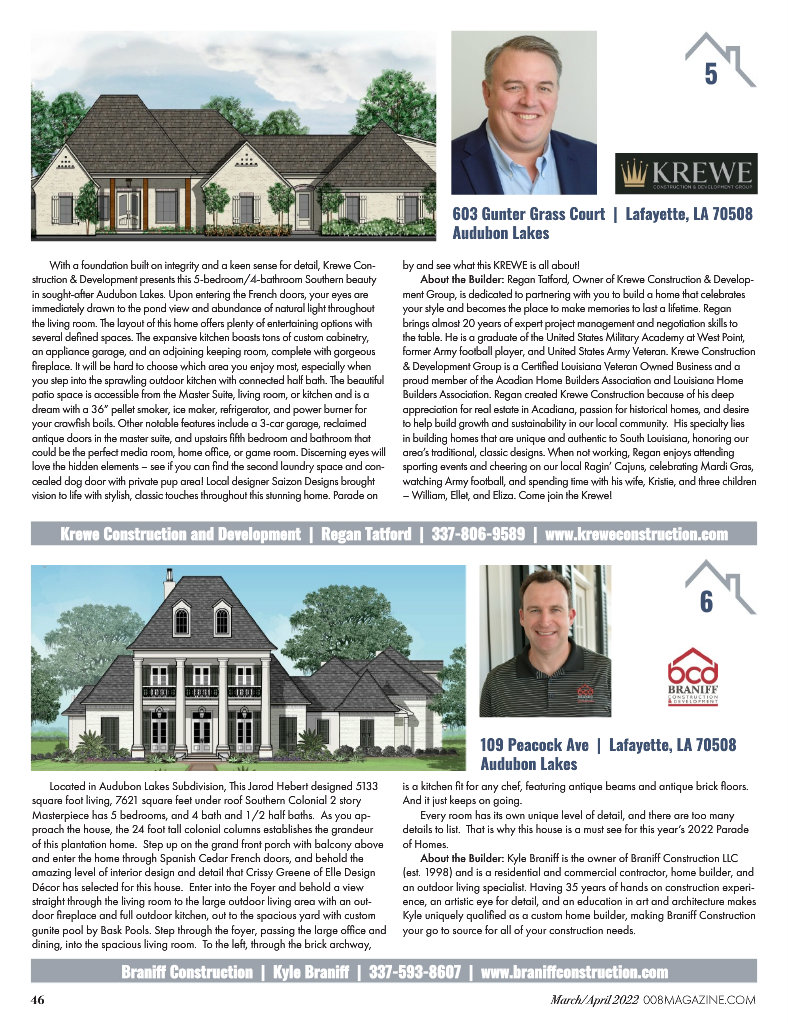 5
KREWE
CONSTRUCTION & DEVELOPMENT GROUP
603 Gunter Grass Court | Lafayette, LA 70508
Audubon Lakes
With a foundation built on integrity and a keen sense for detail, Krewe Con-
struction & Development presents this 5-bedroom/4-bathroom Southern beauty
in sought-after Audubon Lakes. Upon entering the French doors, your eyes are
immediately drawn to the pond view and abundance of natural light throughout
the living room. The layout of this home offers plenty of entertaining options with
several defined spaces. The expansive kitchen boasts tons of custom cabinetry,
an appliance garage, and an adjoining keeping room, complete with gorgeous
fireplace. It will be hard to choose which area you enjoy most, especially when
you step into the sprawling outdoor kitchen with connected half bath. The beautiful
patio space is accessible from the Master Suite, living room, or kitchen and is a
dream with a 36” pellet smoker, ice maker, refrigerator, and power burner for
your crawfish boils. Other notable features include a 3-car garage, reclaimed
antique doors in the master suite, and upstairs fifth bedroom and bathroom that
could be the perfect media room, home office, or game room. Discerning eyes will
love the hidden elements – see if you can find the second laundry space and con-
cealed dog door with private pup area! Local designer Saizon Designs brought
vision to life with stylish, classic touches throughout this stunning home. Parade on
by and see what this KREWE is all about!
About the Builder: Regan Tatford, Owner of Krewe Construction & Develop-
ment Group, is dedicated to partnering with you to build a home that celebrates
your style and becomes the place to make memories to last a lifetime. Regan
brings almost 20 years of expert project management and negotiation skills to
the table. He is a graduate of the United States Military Academy at West Point,
former Army football player, and United States Army Veteran. Krewe Construction
& Development Group is a Certified Louisiana Veteran Owned Business and a
proud member of the Acadian Home Builders Association and Louisiana Home
Builders Association. Regan created Krewe Construction because of his deep
appreciation for real estate in Acadiana, passion for historical homes, and desire
to help build growth and sustainability in our local community.  His specialty lies
in building homes that are unique and authentic to South Louisiana, honoring our
area’s traditional, classic designs. When not working, Regan enjoys attending
sporting events and cheering on our local Ragin’ Cajuns, celebrating Mardi Gras,
watching Army football, and spending time with his wife, Kristie, and three children
– William, Ellet, and Eliza. Come join the Krewe!
Krewe Construction and Development | Regan Tatford | 337-806-9589 | www.kreweconstruction.com
6
bcd
BRANIFF
CONSTRUCTION
& DEVELOPMENT
109 Peacock Ave | Lafayette, LA 70508
Audubon Lakes
Located in Audubon Lakes Subdivision, This Jarod Hebert designed 5133
square foot living, 7621 square feet under roof Southern Colonial 2 story
Masterpiece has 5 bedrooms, and 4 bath and 1/2 half baths.  As you ap-
proach the house, the 24 foot tall colonial columns establishes the grandeur
of this plantation home.  Step up on the grand front porch with balcony above
and enter the home through Spanish Cedar French doors, and behold the
amazing level of interior design and detail that Crissy Greene of Elle Design
Décor has selected for this house.  Enter into the Foyer and behold a view
straight through the living room to the large outdoor living area with an out-
door fireplace and full outdoor kitchen, out to the spacious yard with custom
gunite pool by Bask Pools. Step through the foyer, passing the large office and
dining, into the spacious living room.  To the left, through the brick archway,
is a kitchen fit for any chef, featuring antique beams and antique brick floors.
And it just keeps on going.
Every room has its own unique level of detail, and there are too many
details to list.  That is why this house is a must see for this year’s 2022 Parade
of Homes.
About the Builder: Kyle Braniff is the owner of Braniff Construction LLC
(est. 1998) and is a residential and commercial contractor, home builder, and
an outdoor living specialist. Having 35 years of hands on construction experi-
ence, an artistic eye for detail, and an education in art and architecture makes
Kyle uniquely qualified as a custom home builder, making Braniff Construction
your go to source for all of your construction needs.
Braniff Construction | Kyle Braniff | 337-593-8607 | www.braniffconstruction.com
46
March/April 2022 008MAGAZINE.COM